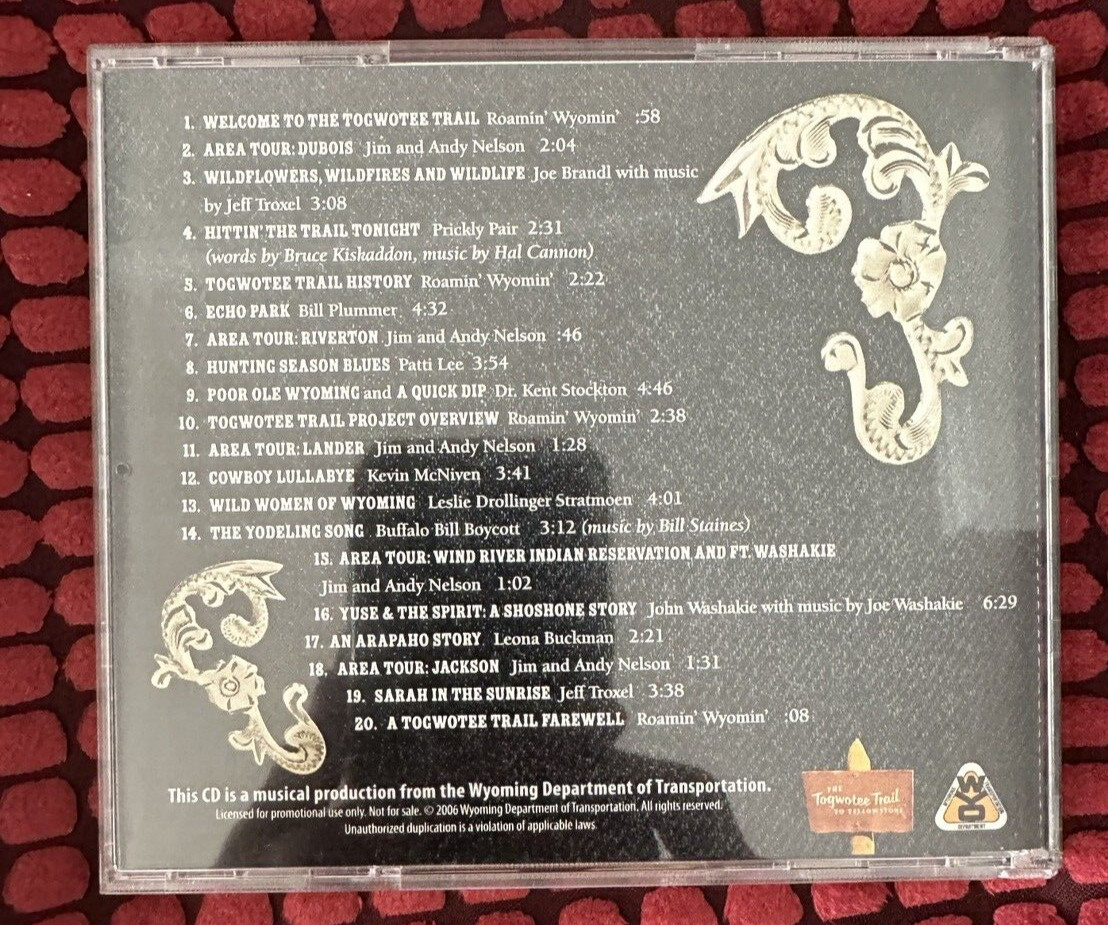 1. WELCOME TO THE TOGWOTEE TRAIL Roamin' Wyomin' :58
2. AREA TOUR: DUBOIS Jim and Andy Nelson 2:04
3. WILDFLOWERS, WILDFIRES AND WILDLIFE Joe Brandl with music
by Jeff Troxel 3:08
4. HITTIN' THE TRAIL TONIGHT Prickly Pair 2:31
(words by Bruce Kiskaddon, music by Hal Cannon)
5. TOGWOTEE TRAIL HISTORY Roamin' Wyomin' 2:22
6. ECHO PARK Bill Plummer 4:32
7. AREA TOUR: RIVERTON Jim and Andy Nelson :46
8. HUNTING SEASON BLUES Patti Lee 3:54
9. POOR OLE WYOMING and A QUICK DIP Dr. Kent Stockton 4:46
10. TOGWOTEE TRAIL PROJECT OVERVIEW Roamin' Wyomin' 2:38
11. AREA TOUR: LANDER Jim and Andy Nelson 1:28
12. COWBOY LULLABYE Kevin McNiven 3:41
13. WILD WOMEN OF WYOMING Leslie Drollinger Stratmoen 4:01
14. THE YODELING SONG Buffalo Bill Boycott 3:12 (music by Bill Staines)
15. AREA TOUR: WIND RIVER INDIAN RESERVATION AND FT. WASHAKIE
Jim and Andy Nelson 1:02
16. YUSE & THE SPIRIT: A SHOSHONE STORY John Washakie with music by Joe Washakie 6:29
17. AN ARAPAHO STORY Leona Buckman 2:21
18. AREA TOUR: JACKSON Jim and Andy Nelson 1:31
19. SARAH IN THE SUNRISE Jeff Troxel 3:38
20. A TOGWOTEE TRAIL FAREWELL Roamin' Wyomin' :08
This CD is a musical production from the Wyoming Department of Transportation.
Licensed for promotional use only. Not for sale. © 2006 Wyoming Department of Transportation. All rights reserved.
Unauthorized duplication is a violation of applicable laws.
THE
Togwotee Trail
TO YELLOWSTONE
DEPARTMENT